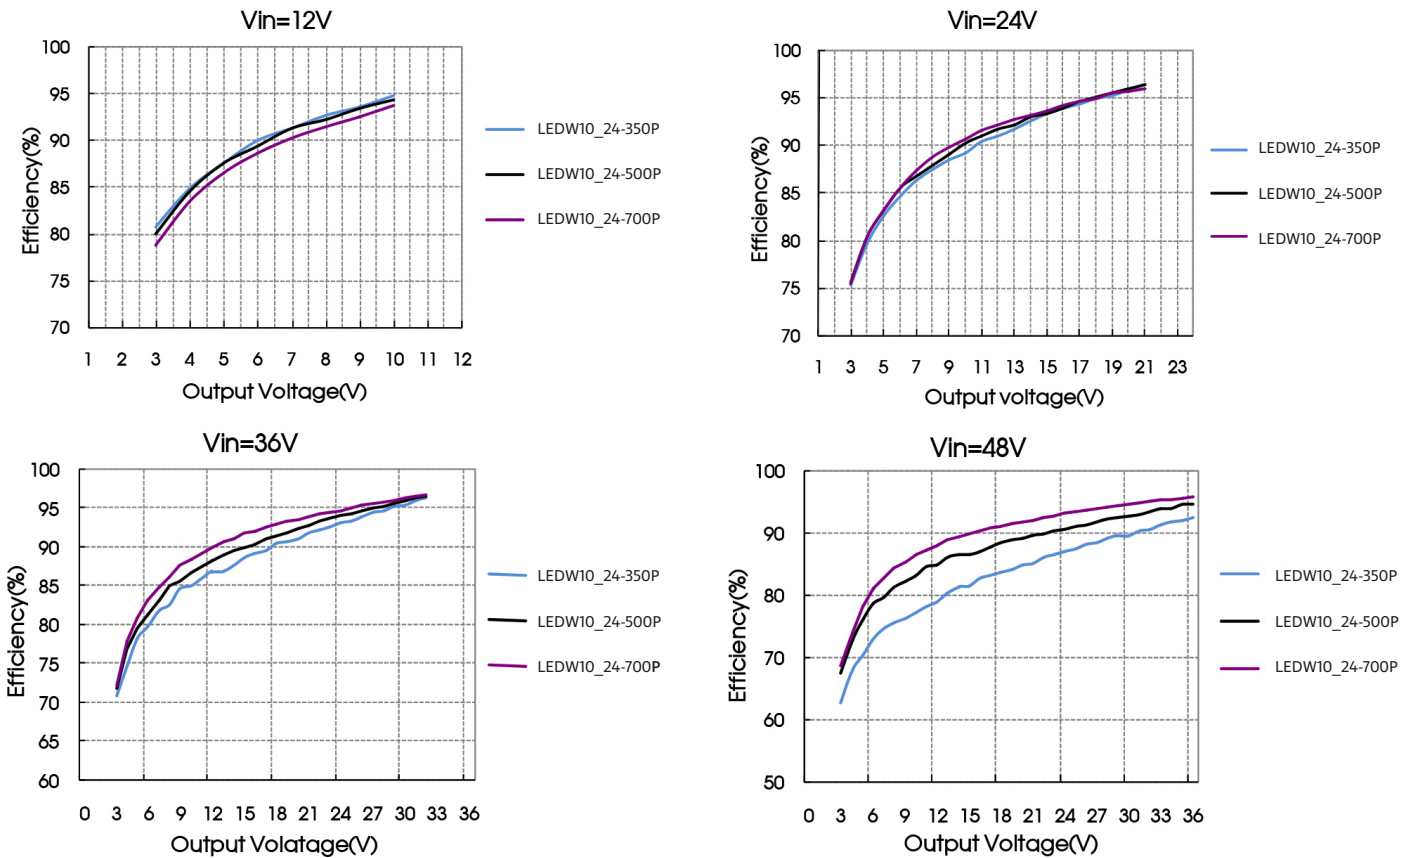 Vin=12V
100
95
90
85
80
75
70
Efficiency(%)
1 2 3 4 5 6 7 8 9 10 11 12
Output Voltage(V)
LEDW10_24-350P
LEDW10_24-500P
LEDW10_24-700P
Vin=24V
100
95
90
85
80
75
70
Efficiency(%)
1 3 5 7 9 11 13 15 17 19 21 23
Output voltage(V)
LEDW10_24-350P
LEDW10_24-500P
LEDW10_24-700P
Vin=36V
100
95
90
85
80
75
70
65
60
Efficiency(%)
0 3 6 9 12 15 18 21 24 27 30 33 36
Output Volatage(V)
LEDW10_24-350P
LEDW10_24-500P
LEDW10_24-700P
Vin=48V
100
90
80
70
60
50
Efficiency(%)
0 3 6 9 12 15 18 21 24 27 30 33 36
Output Voltage(V)
LEDW10_24-350P
LEDW10_24-500P
LEDW10_24-700P